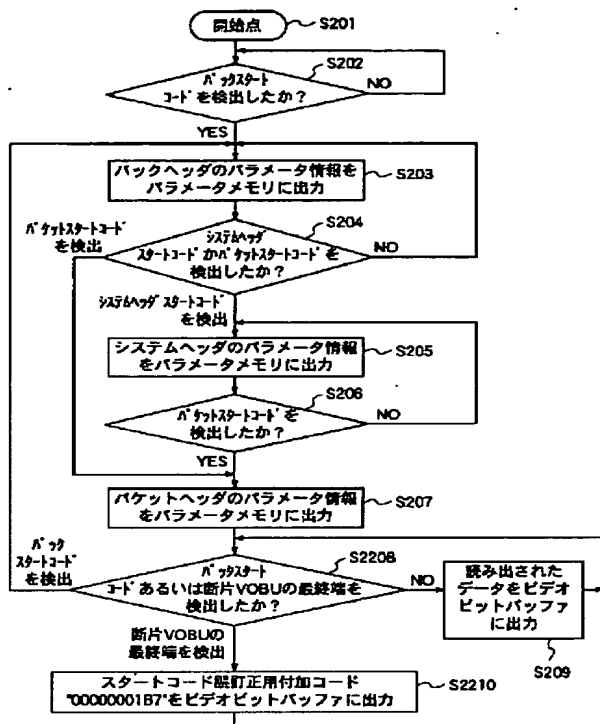 開始点
S201
S202
パックスタート
コードを検出したか？
NO
YES
パックヘッダのパラメータ情報を
パラメータメモリに出力
S203
S204
パケットスタートコード
を検出
システムヘッダ
スタートコードかパケットスタートコードを
検出したか？
NO
システムヘッダスタートコード
を検出
システムヘッダのパラメータ情報
をパラメータメモリに出力
S205
S206
パケットスタートコードを
検出したか？
NO
YES
パケットヘッダのパラメータ情報
をパラメータメモリに出力
S207
パック
スタートコード
を検出
S2208
パックスタート
コードあるいは断片VOBUの最終端を
検出したか？
NO
読み出された
データをビデオ
ビットバッファ
に出力
S209
断片VOBUの
最終端を検出
スタートコード誤訂正用付加コード
"00000001B7"をビデオビットバッファに出力
S2210